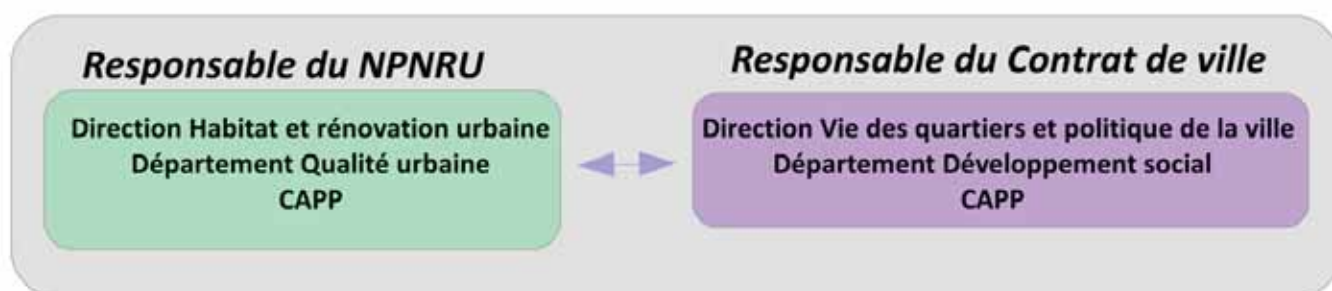 Responsable du NPNRU
Direction Habitat et rénovation urbaine
Département Qualité urbaine
CAPP
Responsable du Contrat de ville
Direction Vie des quartiers et politique de la ville
Département Développement social
CAPP